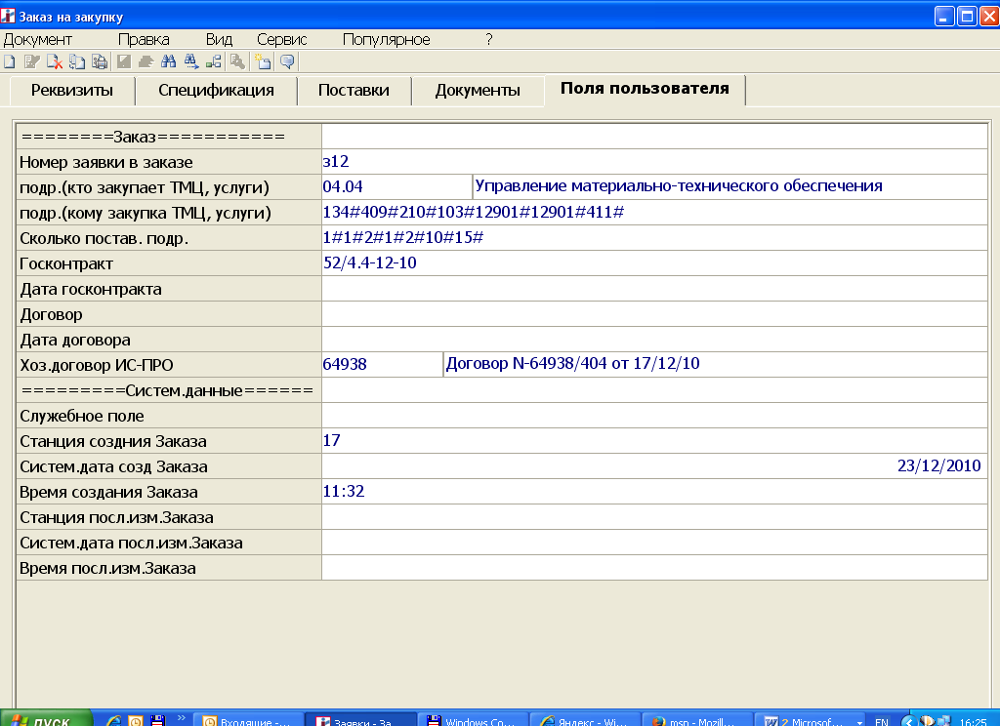 Заказ на закупку
Документ Правка Вид Сервис Популярное ?
Реквизиты Спецификация Поставки Документы Поля пользователя
========Заказ===========
Номер заявки в заказе з12
подр.(кто закупает ТМЦ, услуги) 04.04 Управление материально-технического обеспечения
подр.(кому закупка ТМЦ, услуги) 134#409#210#103#12901#12901#411#
Сколько постав. подр. 1#1#2#1#2#10#15#
Госконтракт 52/4.4-12-10
Дата госконтракта
Договор
Дата договора
Хоз.договор ИС-ПРО 64938 Договор N-64938/404 от 17/12/10
=========Систем.данные======
Служебное поле
Станция создния Заказа 17
Систем.дата созд Заказа 23/12/2010
Время создания Заказа 11:32
Станция посл.изм.Заказа
Систем.дата посл.изм.Заказа
Время посл.изм.Заказа
пуск » Входящие -... Заявки - За... Windows Co... Яндекс - Wi... msn - Mozill... 2 Microsof... EN 16:25